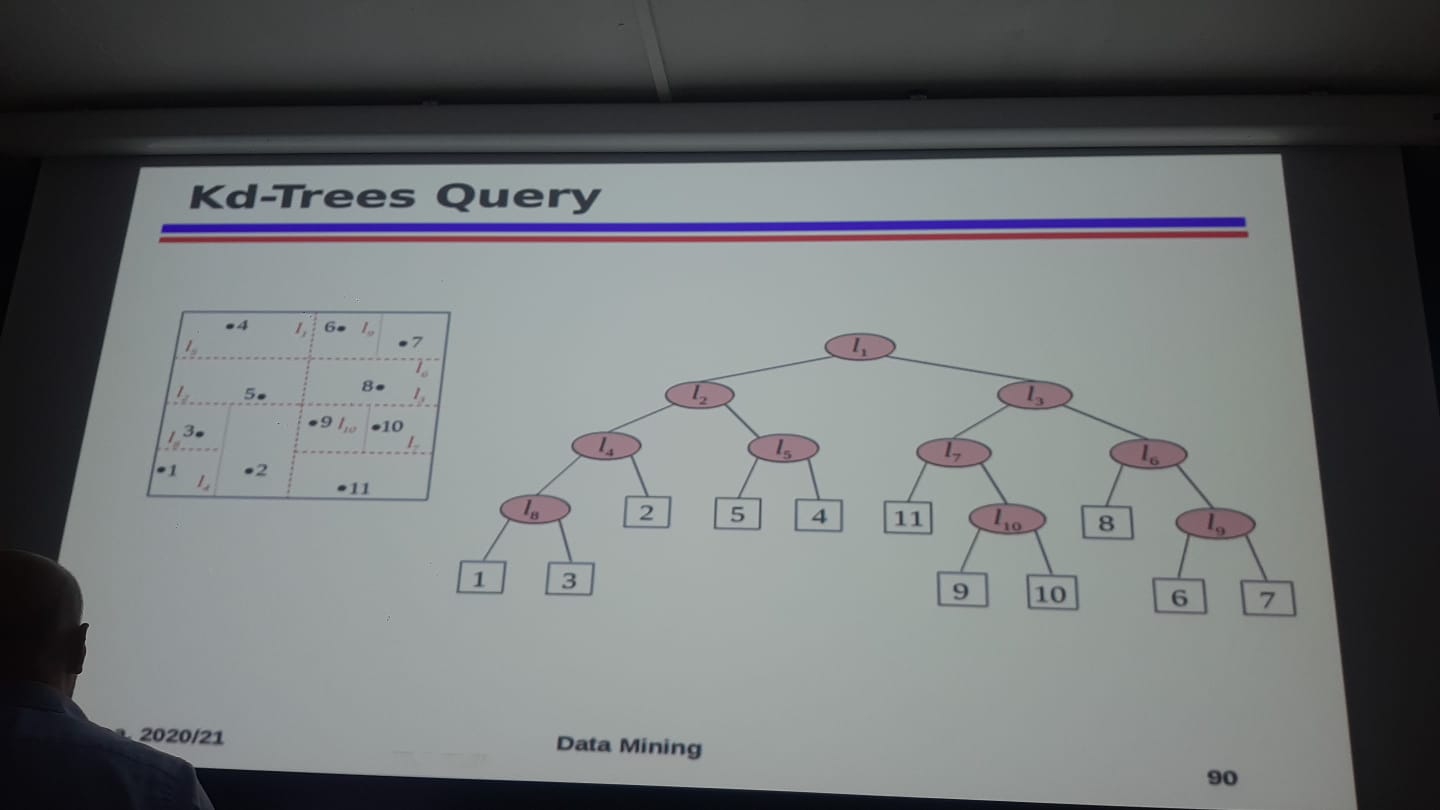 Kd-Trees Query
4 l₁ 6 l₉ 7
l₅
l₆
l₂ 5 8 l₃
3 9 l₁₀ 10
l₈ l₇
1 l₄ 2
11
l₁
l₂ l₃
l₄ l₅ l₇ l₆
l₈ 2 5 4 11 l₁₀ 8 l₉
1 3 9 10 6 7
2020/21 Data Mining 90